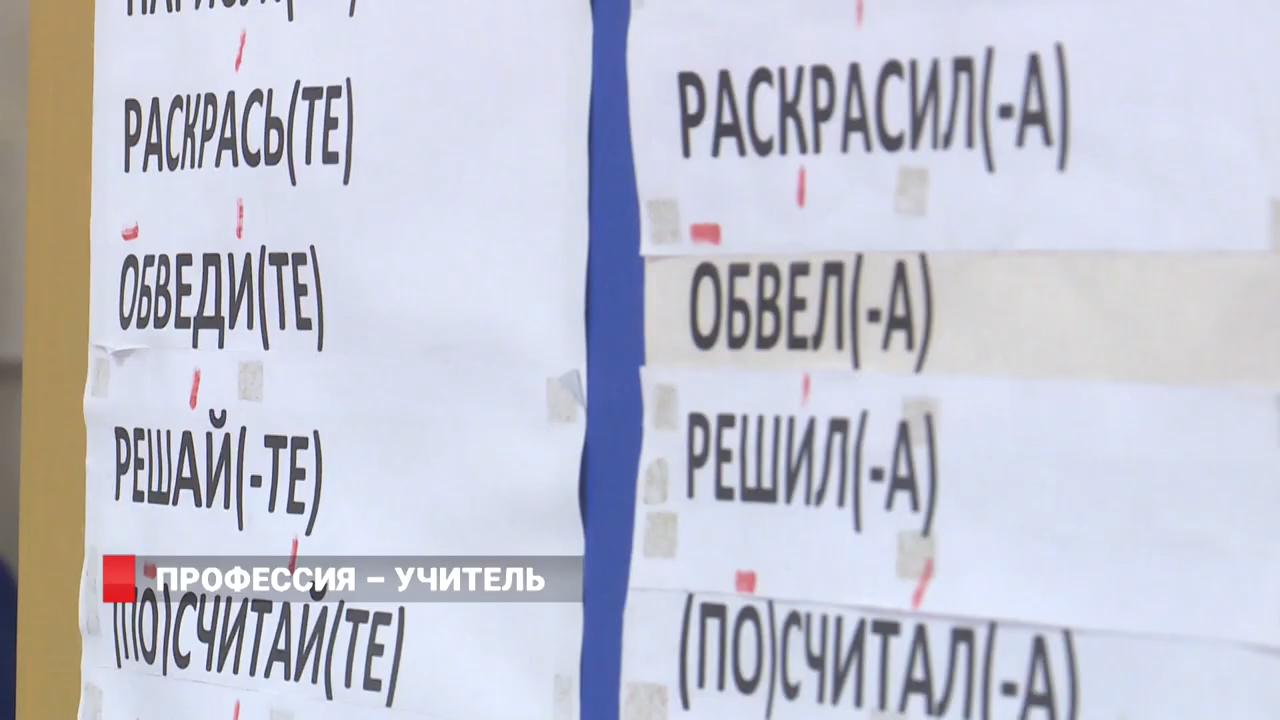 РАСКРАСЬ(ТЕ)
ОБВЕДИ(ТЕ)
РЕШАЙ(-ТЕ)
(ПО)СЧИТАЙ(ТЕ)
РАСКРАСИЛ(-А)
ОБВЕЛ(-А)
РЕШИЛ(-А)
(ПО)СЧИТАЛ(-А)
ПРОФЕССИЯ – УЧИТЕЛЬ